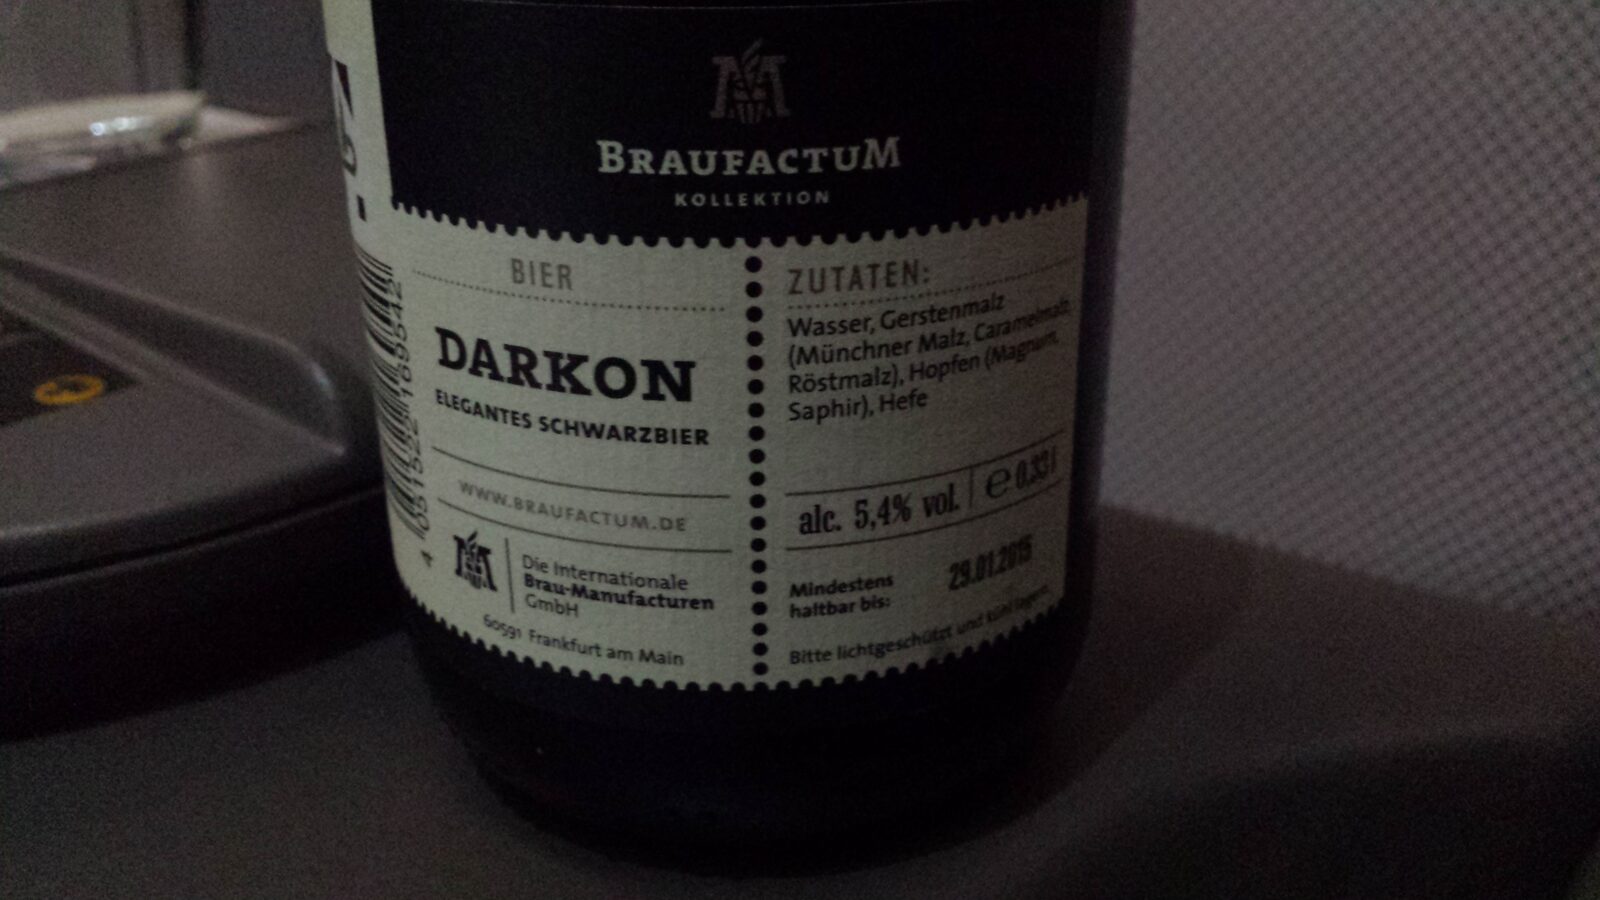 BRAUFACTUM
KOLLEKTION
BIER
DARKON
ELEGANTES SCHWARZBIER
WWW.BRAUFACTUM.DE
Die Internationale
Brau-Manufacturen
GmbH
60591 Frankfurt am Main
ZUTATEN:
Wasser, Gerstenmalz
(Münchner Malz, Caramelmalz,
Röstmalz), Hopfen (Magnum,
Saphir), Hefe
alc. 5,4% vol. e 0.33 l
Mindestens
haltbar bis:
29.01.2015
Bitte lichtgeschützt und kühl lagern.